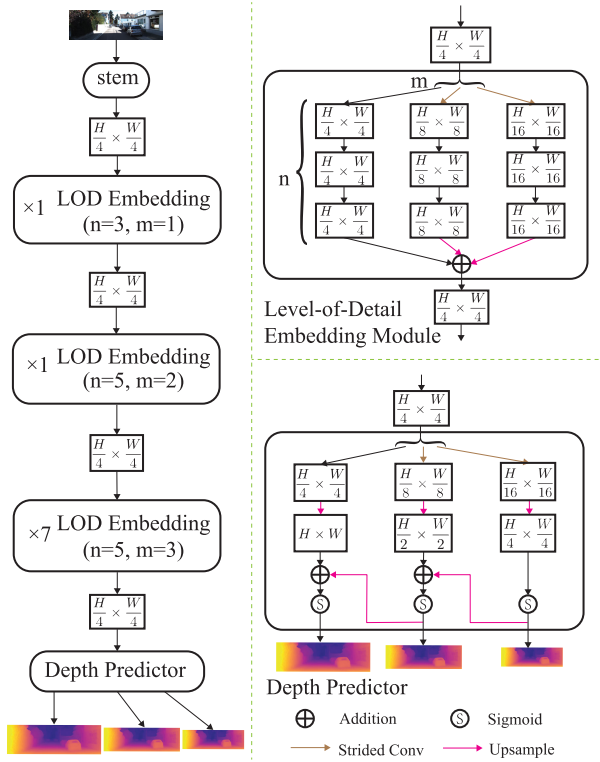 stem
H/4 × W/4
×1 LOD Embedding
(n=3, m=1)
H/4 × W/4
×1 LOD Embedding
(n=5, m=2)
H/4 × W/4
×7 LOD Embedding
(n=5, m=3)
H/4 × W/4
Depth Predictor
H/4 × W/4
m
n
H/4 × W/4 H/8 × W/8 H/16 × W/16
H/4 × W/4 H/8 × W/8 H/16 × W/16
H/4 × W/4 H/8 × W/8 H/16 × W/16
H/4 × W/4
Level-of-Detail
Embedding Module
H/4 × W/4
H/4 × W/4 H/8 × W/8 H/16 × W/16
H × W H/2 × W/2 H/4 × W/4
S S S
Depth Predictor
Addition S Sigmoid
Strided Conv Upsample